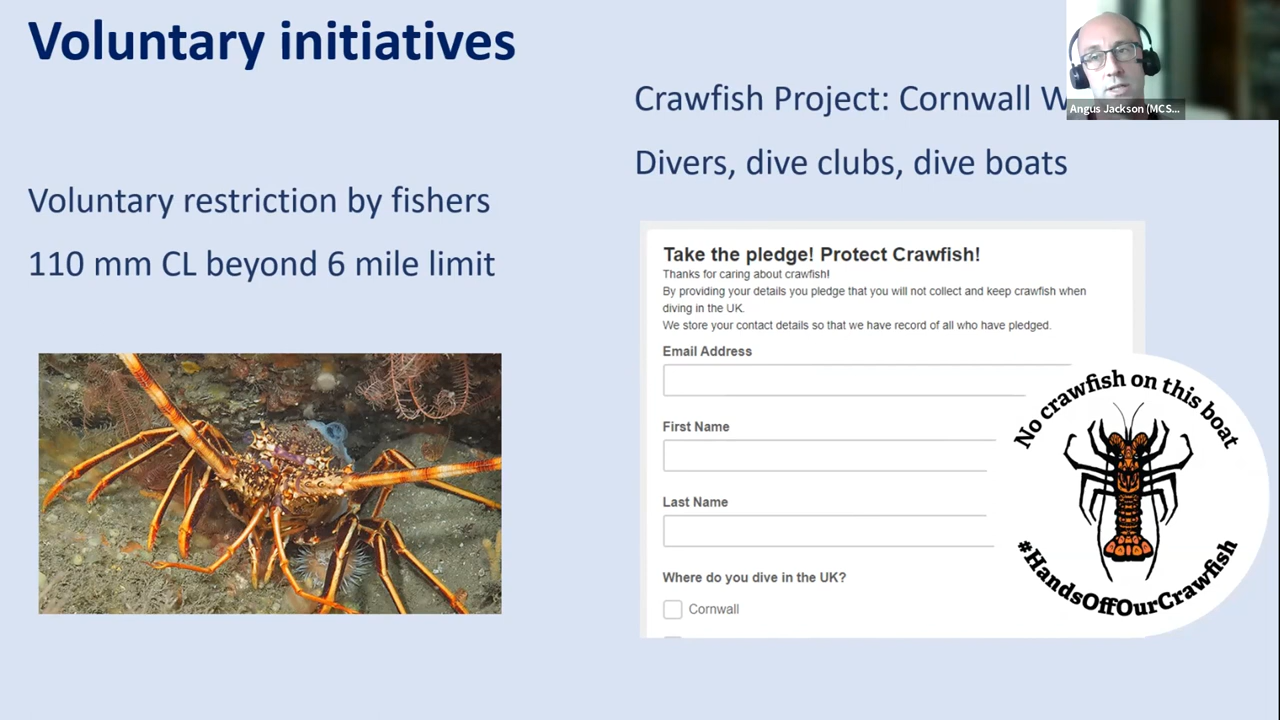 Voluntary initiatives
Voluntary restriction by fishers
110 mm CL beyond 6 mile limit
Crawfish Project: Cornwall
Divers, dive clubs, dive boats
Angus Jackson (MCS...
Take the pledge! Protect Crawfish!
Thanks for caring about crawfish!
By providing your details you pledge that you will not collect and keep crawfish when
diving in the UK.
We store your contact details so that we have record of all who have pledged.
Email Address
First Name
Last Name
Where do you dive in the UK?
Cornwall
No crawfish on this boat
#HandsOffOurCrawfish